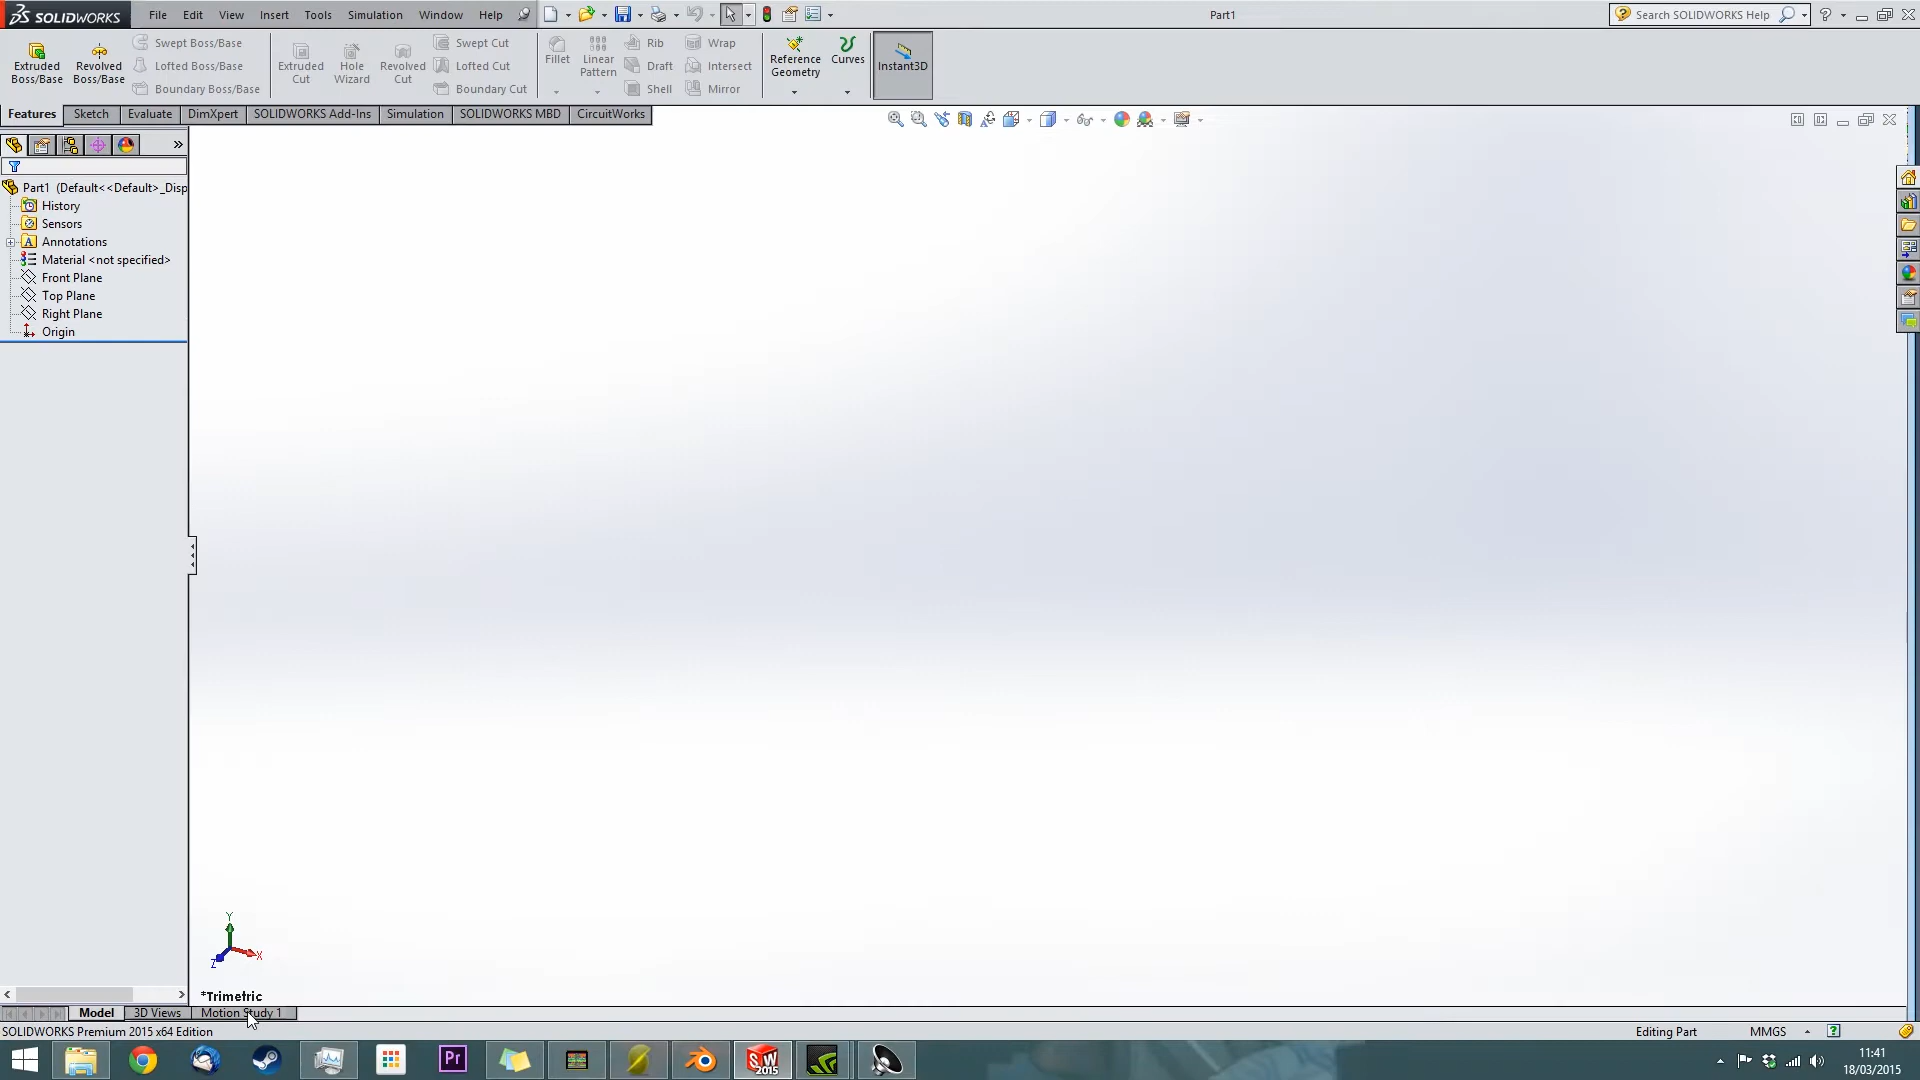 SOLIDWORKS File Edit View Insert Tools Simulation Window Help Part1 Search SOLIDWORKS Help
Extruded Boss/Base
Revolved Boss/Base
Swept Boss/Base
Lofted Boss/Base
Boundary Boss/Base
Extruded Cut
Hole Wizard
Revolved Cut
Swept Cut
Lofted Cut
Boundary Cut
Fillet
Linear Pattern
Rib
Draft
Shell
Wrap
Intersect
Mirror
Reference Geometry
Curves
Instant3D
Features Sketch Evaluate DimXpert SOLIDWORKS Add-Ins Simulation SOLIDWORKS MBD CircuitWorks
Part1 (Default<<Default>_Disp
History
Sensors
A Annotations
Material <not specified>
Front Plane
Top Plane
Right Plane
Origin
Y
X
Z
*Trimetric
Model 3D Views Motion Study 1
SOLIDWORKS Premium 2015 x64 Edition Editing Part MMGS
Pr
SW 2015
11:41
18/03/2015